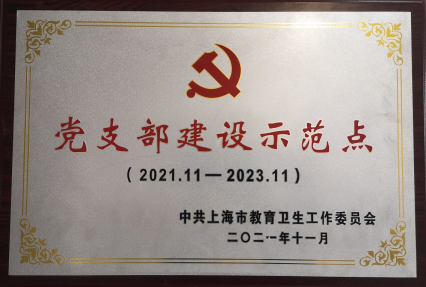 党支部建设示范点
(2021.11—2023.11)
中共上海市教育卫生工作委员会
二〇二一年十一月